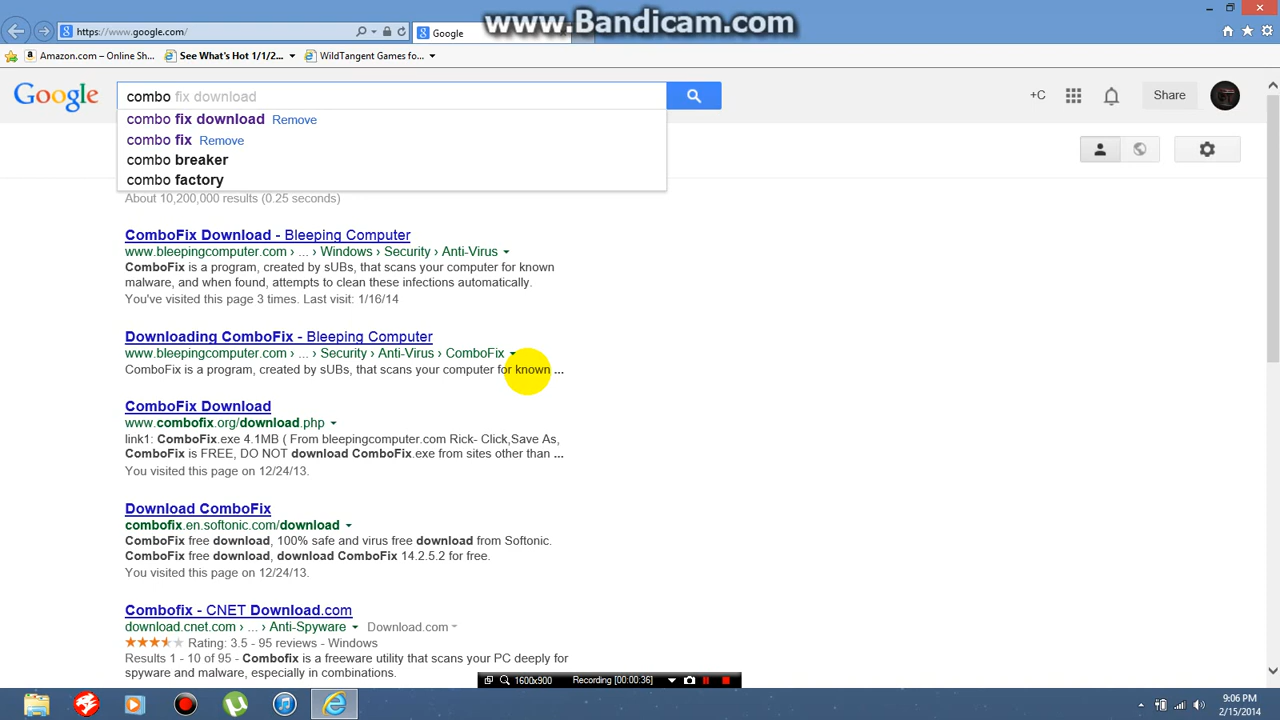 www.Bandicam.com
https://www.google.com/
Google
Amazon.com – Online Sh...
See What's Hot 1/1/2...
WildTangent Games fo...
Google
combo fix download
+C
Share
combo fix download Remove
combo fix Remove
combo breaker
combo factory
About 10,200,000 results (0.25 seconds)
ComboFix Download - Bleeping Computer
www.bleepingcomputer.com › ... › Windows › Security › Anti-Virus
ComboFix is a program, created by sUBs, that scans your computer for known
malware, and when found, attempts to clean these infections automatically.
You've visited this page 3 times. Last visit: 1/16/14
Downloading ComboFix - Bleeping Computer
www.bleepingcomputer.com › ... › Security › Anti-Virus › ComboFix
ComboFix is a program, created by sUBs, that scans your computer for known ...
ComboFix Download
www.combofix.org/download.php
link1: ComboFix.exe 4.1MB ( From bleepingcomputer.com Rick- Click,Save As,
ComboFix is FREE, DO NOT download ComboFix.exe from sites other than ...
You visited this page on 12/24/13.
Download ComboFix
combofix.en.softonic.com/download
ComboFix free download, 100% safe and virus free download from Softonic.
ComboFix free download, download ComboFix 14.2.5.2 for free.
You visited this page on 12/24/13.
Combofix - CNET Download.com
download.cnet.com › ... › Anti-Spyware Download.com
Rating: 3.5 - 95 reviews - Windows
Results 1 - 10 of 95 - Combofix is a freeware utility that scans your PC deeply for
spyware and malware, especially in combinations.
1600x900 Recording [00:00:36]
9:06 PM
2/15/2014